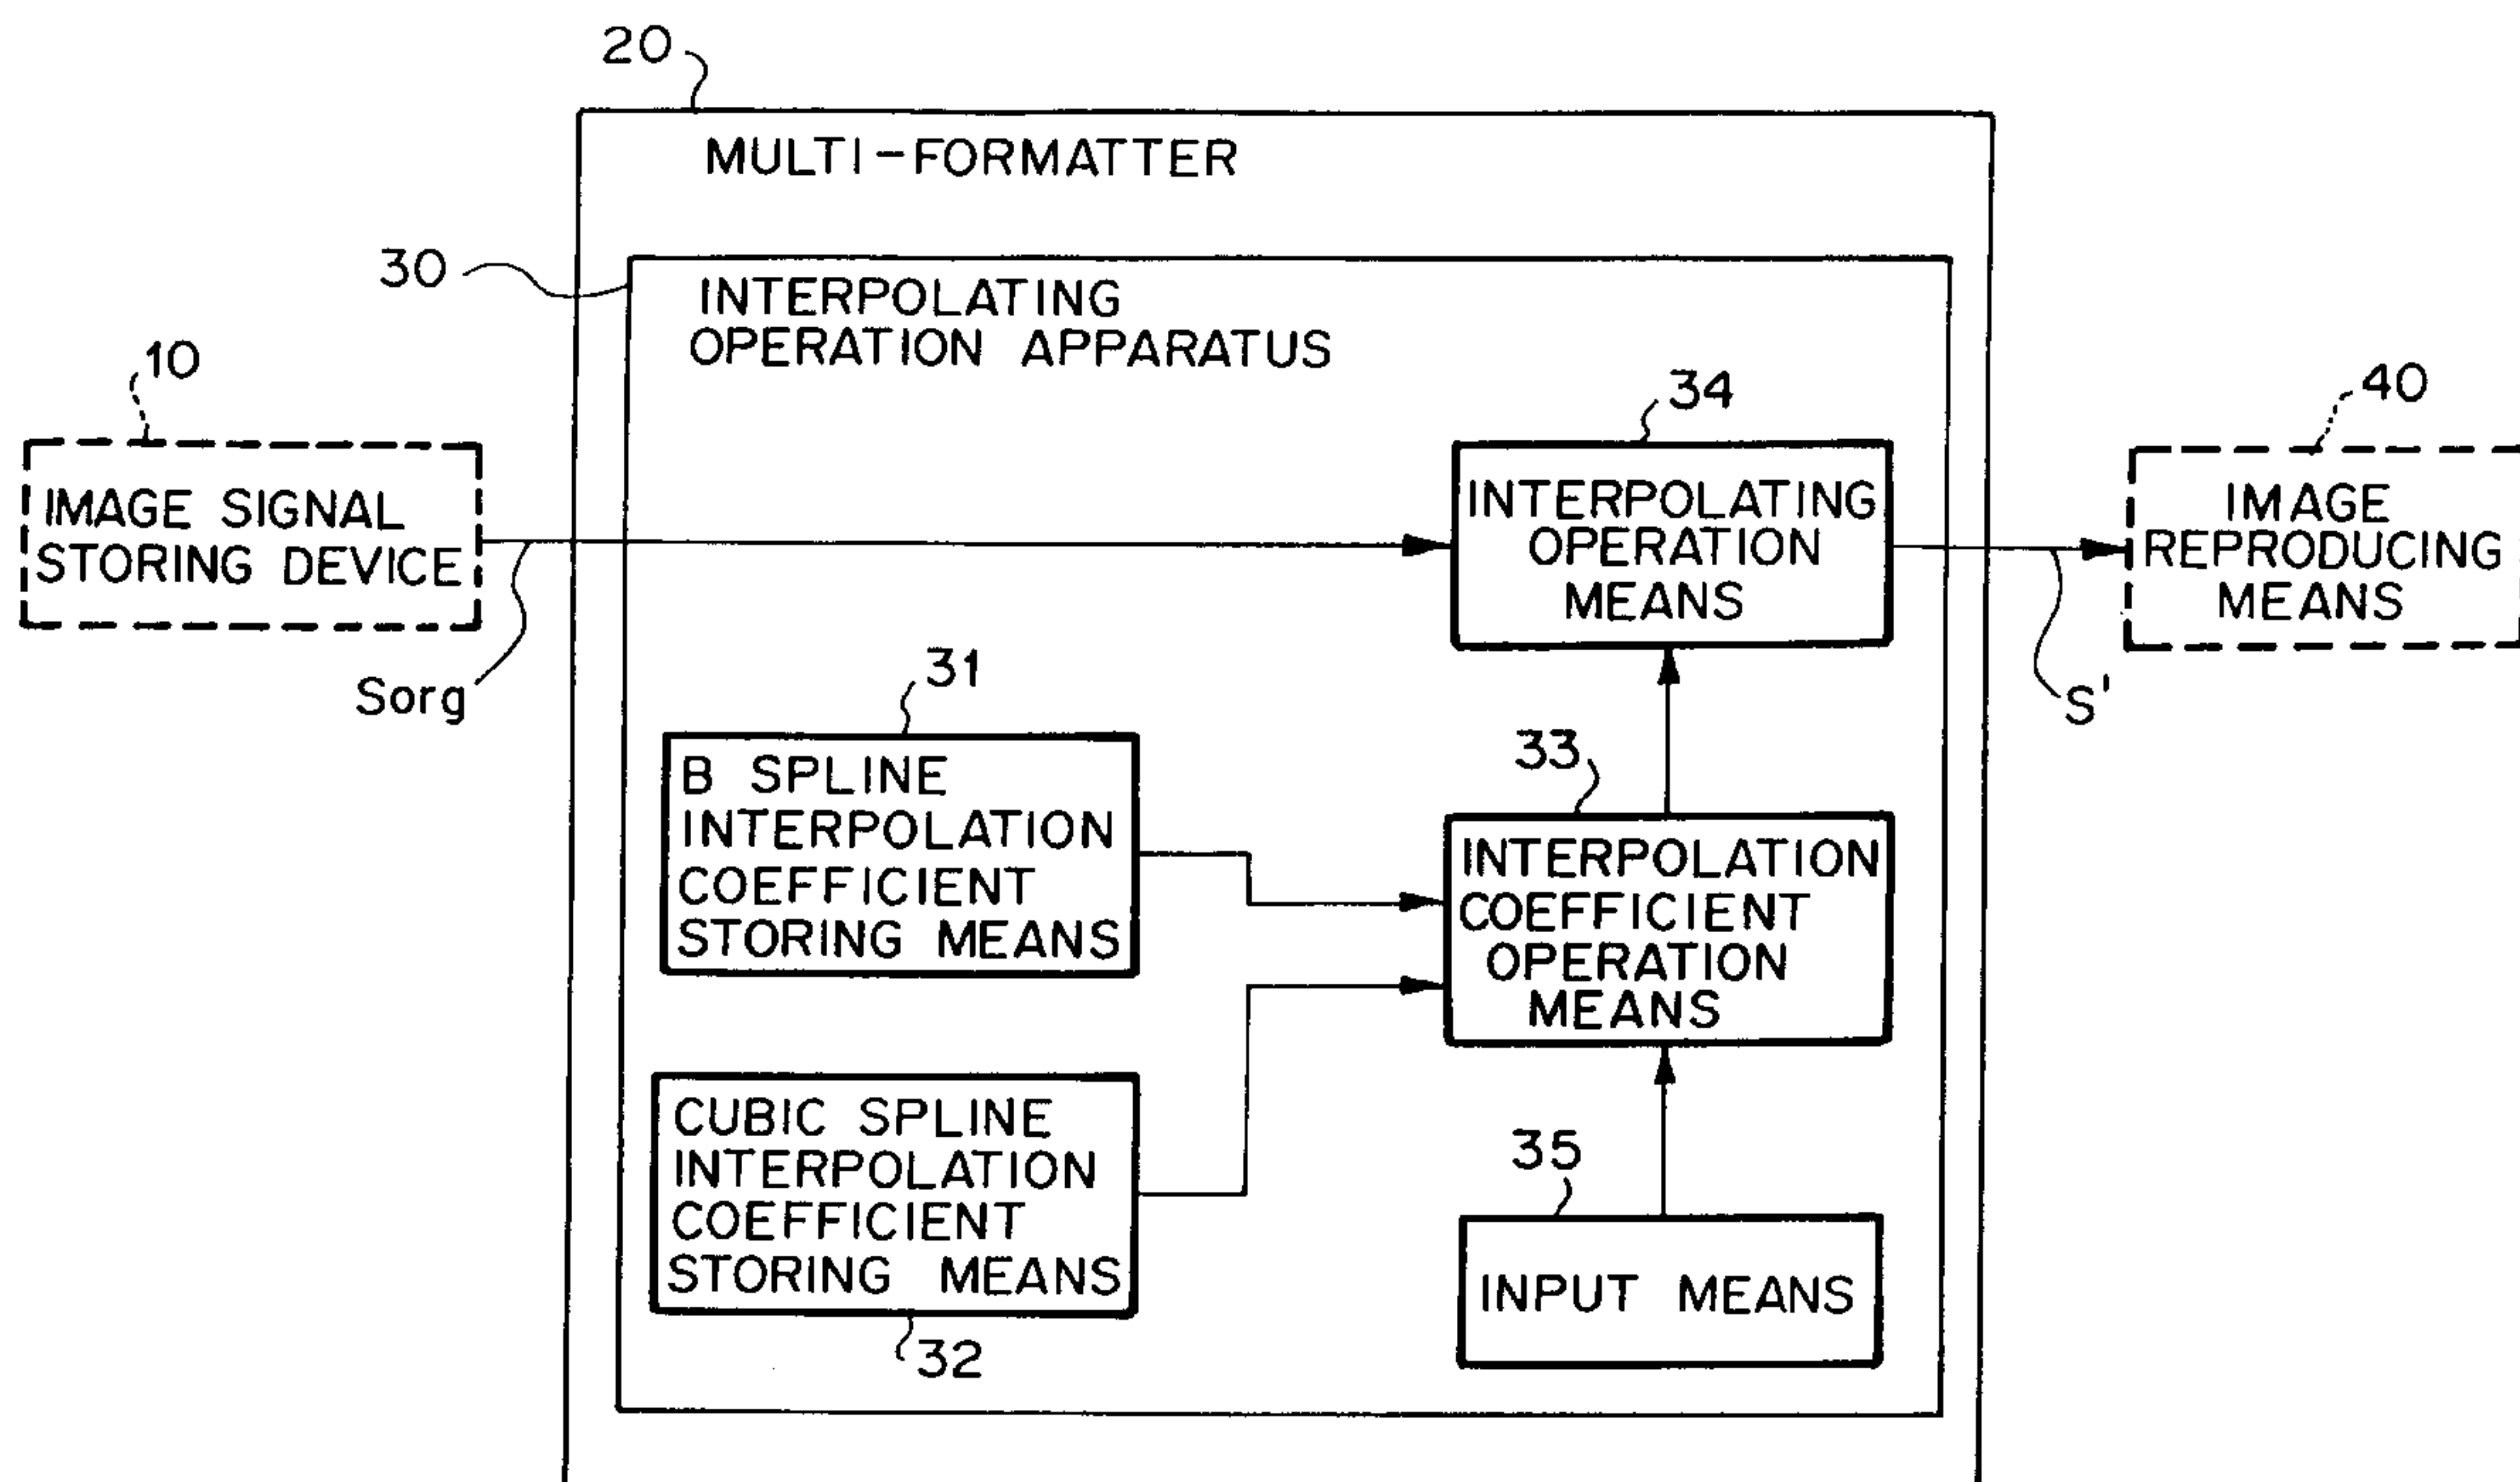 20
MULTI-FORMATTER
30
INTERPOLATING
OPERATION APPARATUS
10
IMAGE SIGNAL
STORING DEVICE
Sorg
34
INTERPOLATING
OPERATION
MEANS
40
IMAGE
REPRODUCING
MEANS
S'
31
B SPLINE
INTERPOLATION
COEFFICIENT
STORING MEANS
33
INTERPOLATION
COEFFICIENT
OPERATION
MEANS
CUBIC SPLINE
INTERPOLATION
COEFFICIENT
STORING MEANS
32
35
INPUT MEANS